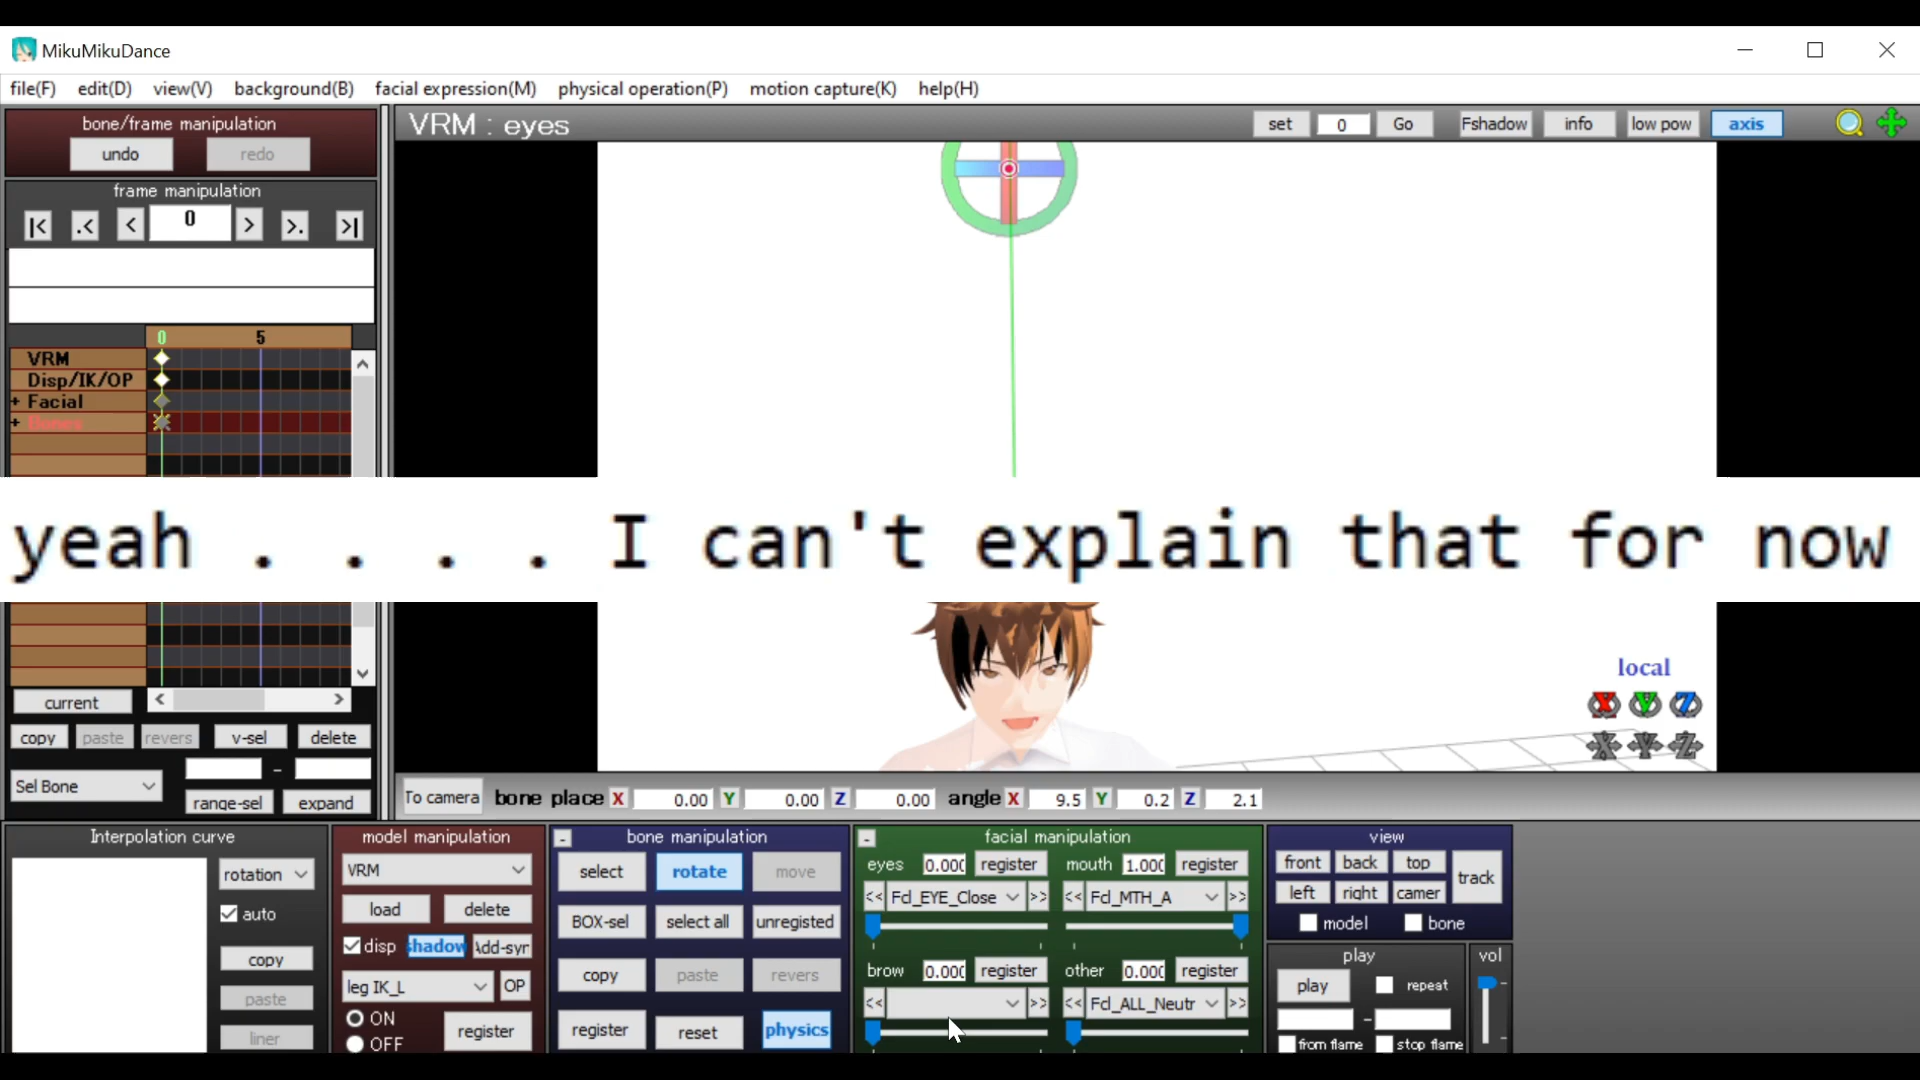 MikuMikuDance
file(F) edit(D) view(V) background(B) facial expression(M) physical operation(P) motion capture(K) help(H)
bone/frame manipulation
undo redo
VRM : eyes
set 0 Go Fshadow info low pow axis
frame manipulation
|< .< < 0 > >. >|
0 5
VRM
Disp/IK/OP
+ Facial
+ Bones
yeah . . . . I can't explain that for now
local
X Y Z
X Y Z
current < >
copy paste revers v-sel delete
Sel Bone -
range-sel expand
To camera bone place X 0.00 Y 0.00 Z 0.00 angle X 9.5 Y 0.2 Z 2.1
Interpolation curve
rotation
auto
copy
paste
liner
model manipulation
VRM
load delete
disp shadow Add-syn
leg IK_L OP
ON
OFF
register
- bone manipulation
select rotate move
BOX-sel select all unregisted
copy paste revers
register reset physics
- facial manipulation
eyes 0.000 register mouth 1.000 register
<< Fcl_EYE_Close >> << Fcl_MTH_A >>
brow 0.000 register other 0.000 register
<< >> << Fcl_ALL_Neutr >>
view
front back top track
left right camer
model bone
play
play repeat
-
from flame stop flame
vol